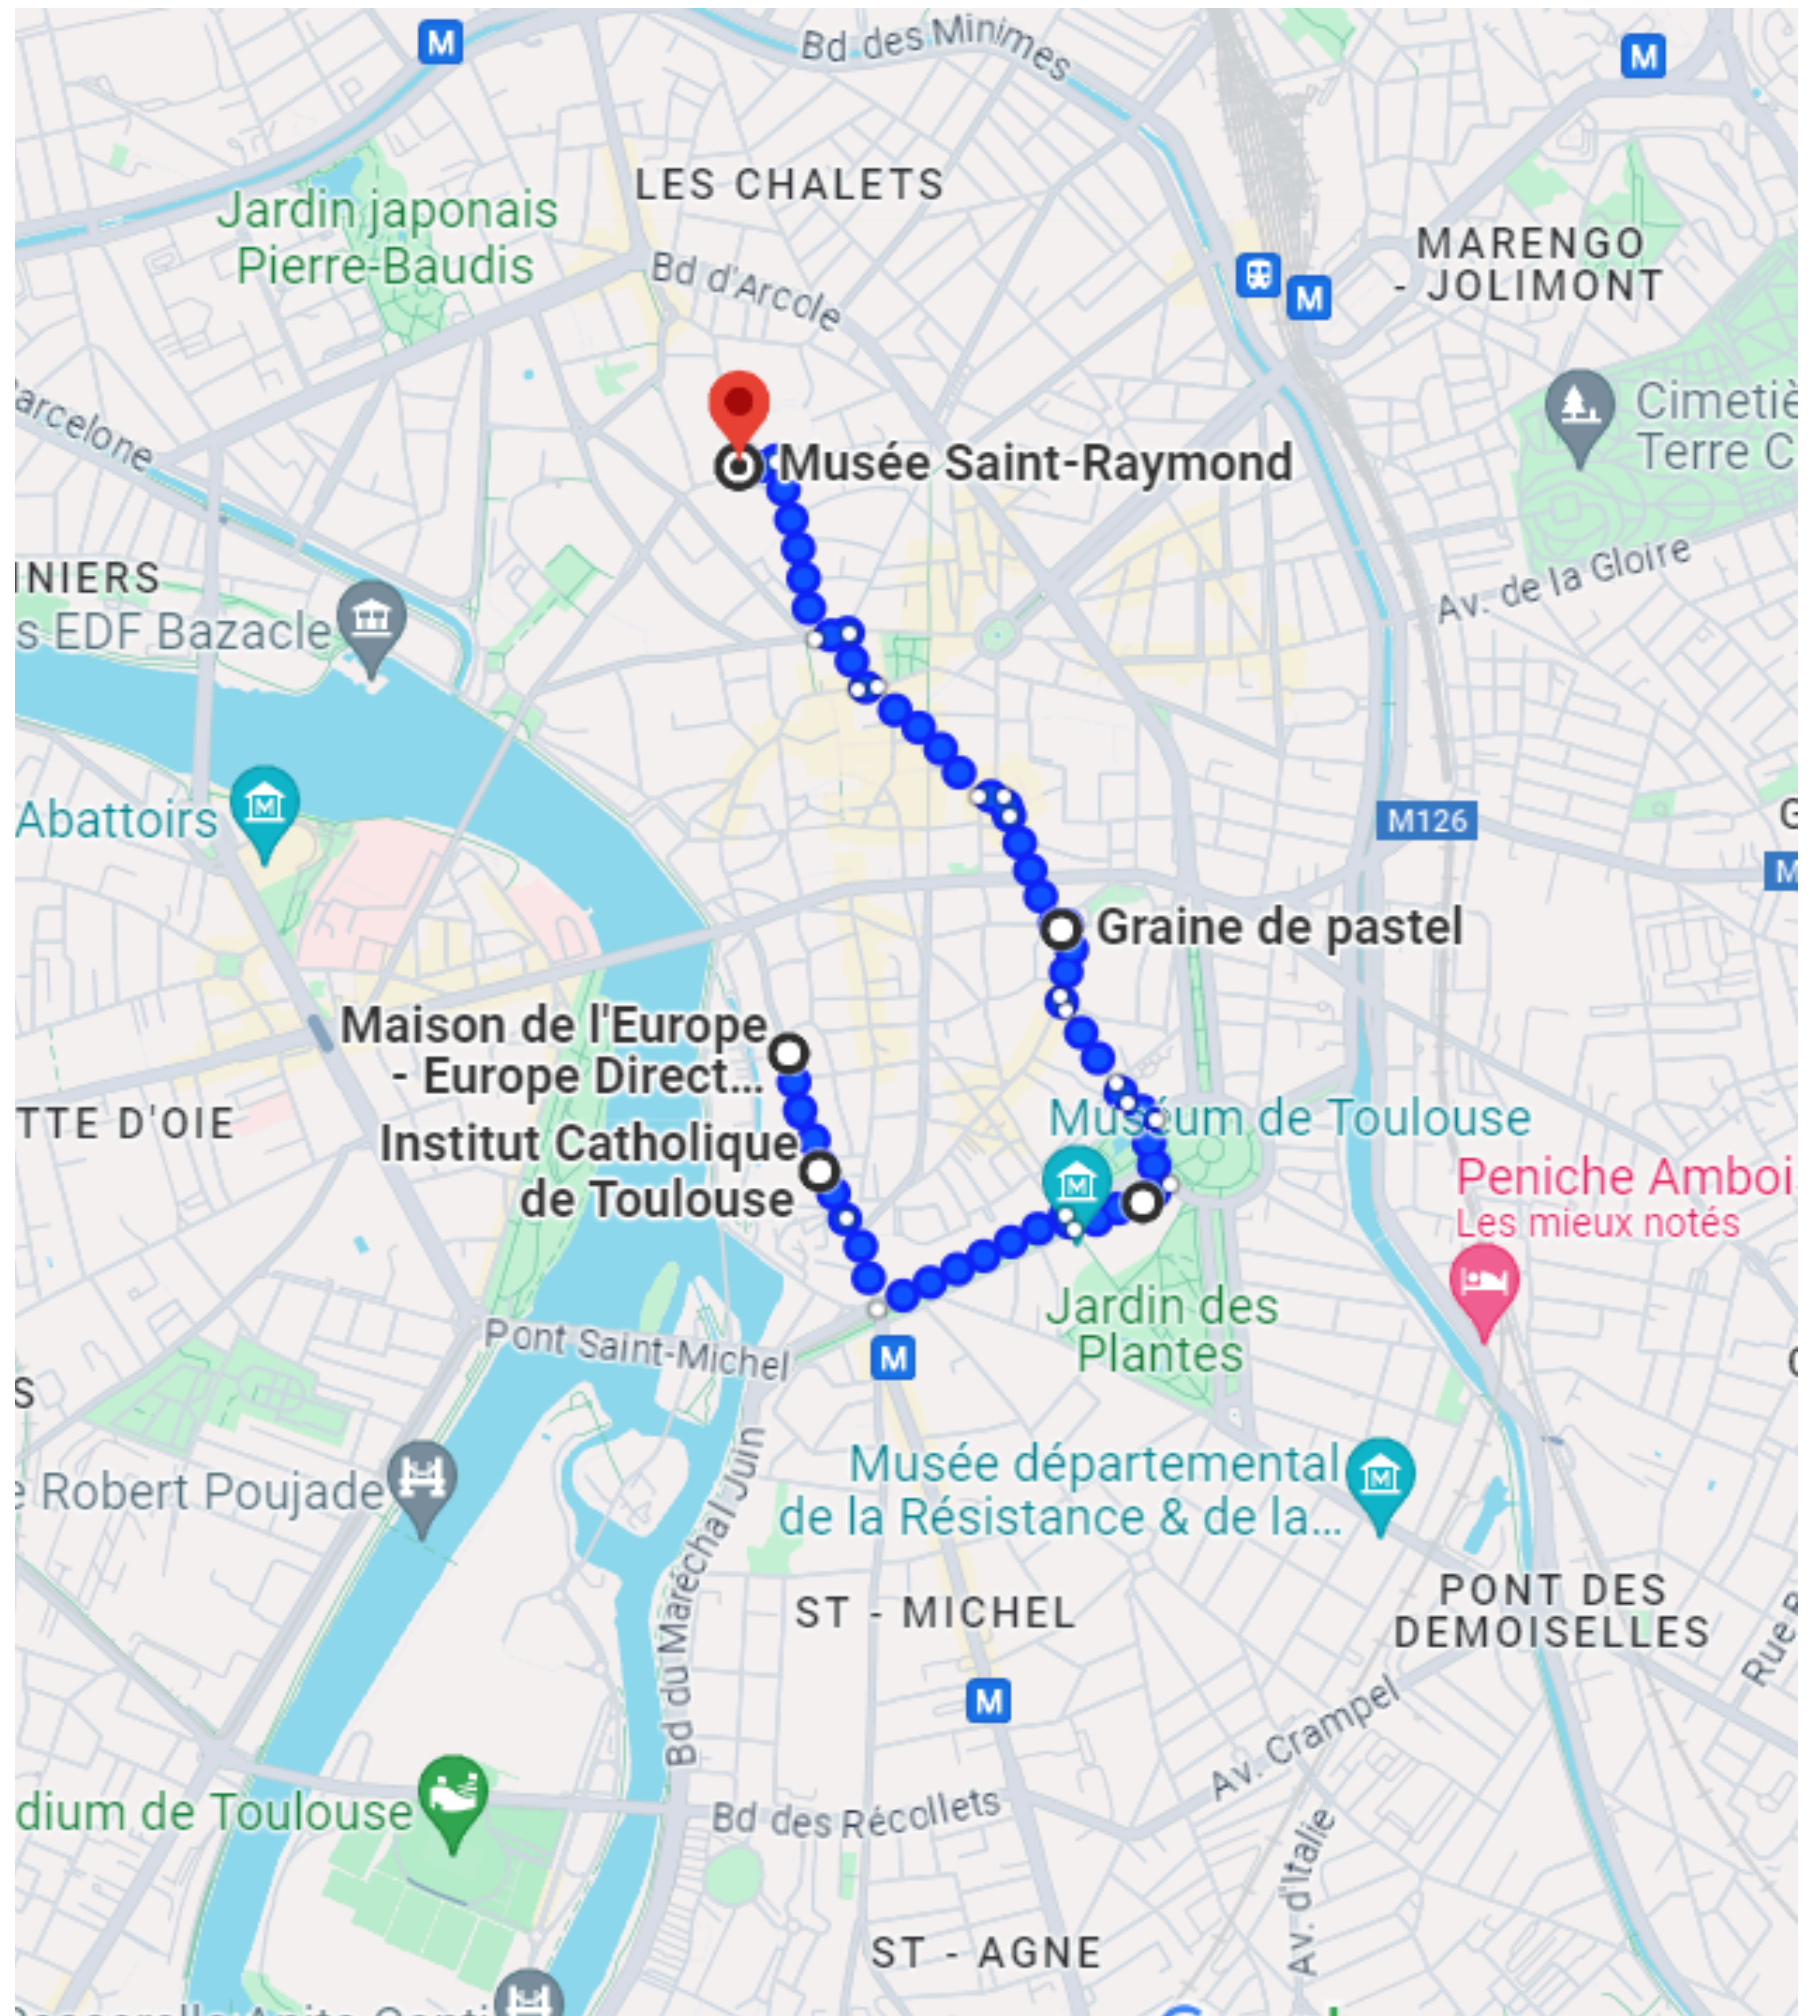 M
Bd des Minimes
M
LES CHALETS
Jardin japonais
Pierre-Baudis
Bd d'Arcole
MARENGO
- JOLIMONT
M
arcelone
Cimetiè
Terre C
Musée Saint-Raymond
Av. de la Gloire
INIERS
s EDF Bazacle
Abattoirs
M126
G
M
Graine de pastel
Maison de l'Europe
- Europe Direct...
TTE D'OIE
Muséum de Toulouse
Institut Catholique
de Toulouse
Peniche Amboi
Les mieux notés
Jardin des
Plantes
Pont Saint-Michel
M
S
Musée départemental
de la Résistance & de la...
e Robert Poujade
Bd du Maréchal Juin
ST - MICHEL
PONT DES
DEMOISELLES
M
Av. Crampel
dium de Toulouse
Bd des Récollets
Av. d'Italie
ST - AGNE